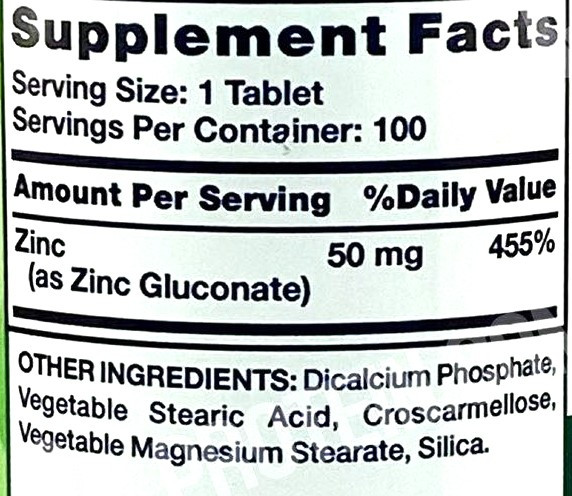 Supplement Facts
Serving Size: 1 Tablet
Servings Per Container: 100
Amount Per Serving %Daily Value
Zinc 50 mg 455%
(as Zinc Gluconate)
OTHER INGREDIENTS: Dicalcium Phosphate,
Vegetable Stearic Acid, Croscarmellose,
Vegetable Magnesium Stearate, Silica.